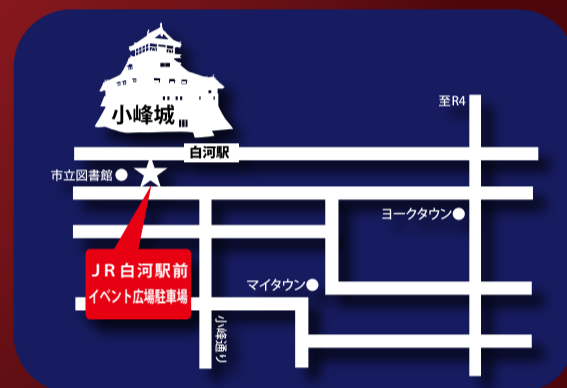 小峰城
至R4
白河駅
市立図書館
ヨークタウン
JR白河駅前
イベント広場駐車場
マイタウン
小峰通り